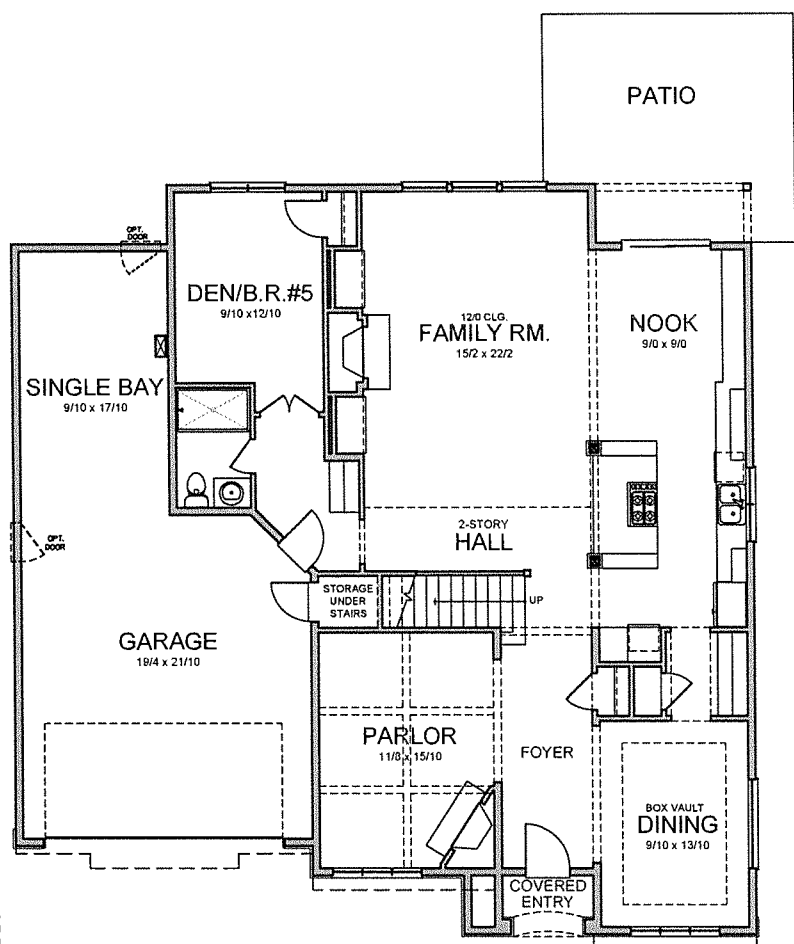 PATIO
OPT.
DOOR
DEN/B.R.#5
9/10 x12/10
12/0 CLG.
FAMILY RM.
15/2 x 22/2
NOOK
9/0 x 9/0
SINGLE BAY
9/10 x 17/10
OPT.
DOOR
2-STORY
HALL
STORAGE
UNDER
STAIRS
UP
GARAGE
19/4 x 21/10
PARLOR
11/8 x 15/10
FOYER
BOX VAULT
DINING
9/10 x 13/10
COVERED
ENTRY